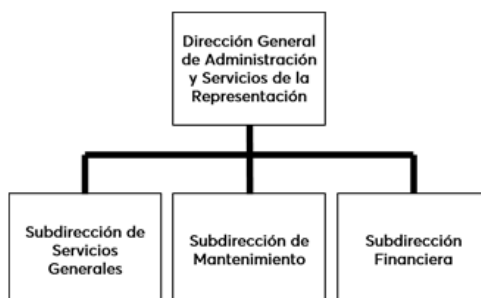 Dirección General
de Administración
y Servicios de la
Representación
Subdirección de
Servicios
Generales
Subdirección de
Mantenimiento
Subdirección
Financiera